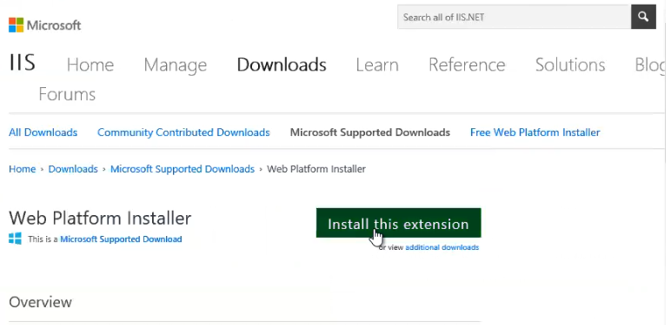 Microsoft
Search all of IIS.NET
IIS Home Manage Downloads Learn Reference Solutions Blog
Forums
All Downloads Community Contributed Downloads Microsoft Supported Downloads Free Web Platform Installer
Home › Downloads › Microsoft Supported Downloads › Web Platform Installer
Web Platform Installer
Install this extension
This is a Microsoft Supported Download
or view additional downloads
Overview